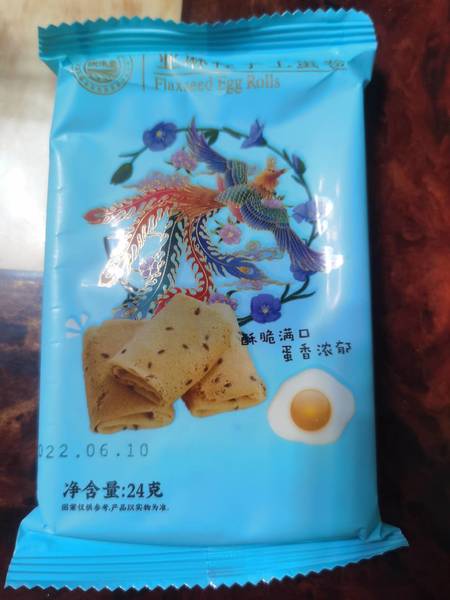 Flaxseed Egg Rolls
酥脆满口
蛋香浓郁
022.06.10
净含量:24克
图案仅供参考,产品以实物为准.